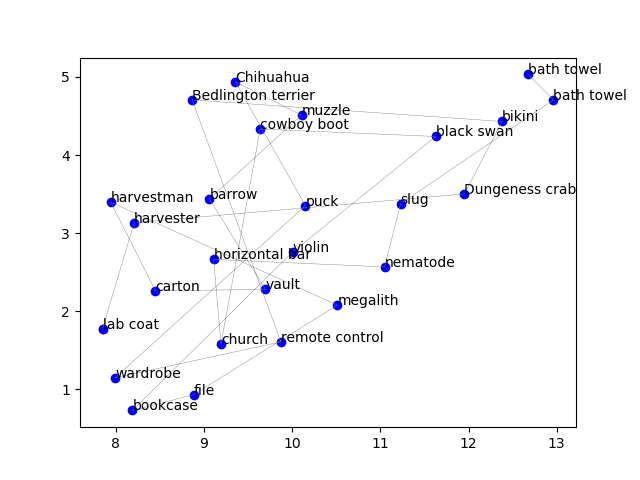 bath towel
5
Chihuahua
Bedlington terrier
bath towel
muzzle
bikini
cowboy boot
black swan
4
harvestman
barrow
puck
slug
Dungeness crab
harvester
3
horizontal bar
violin
nematode
carton
vault
megalith
2
lab coat
church
remote control
wardrobe
1
file
bookcase
8 9 10 11 12 13